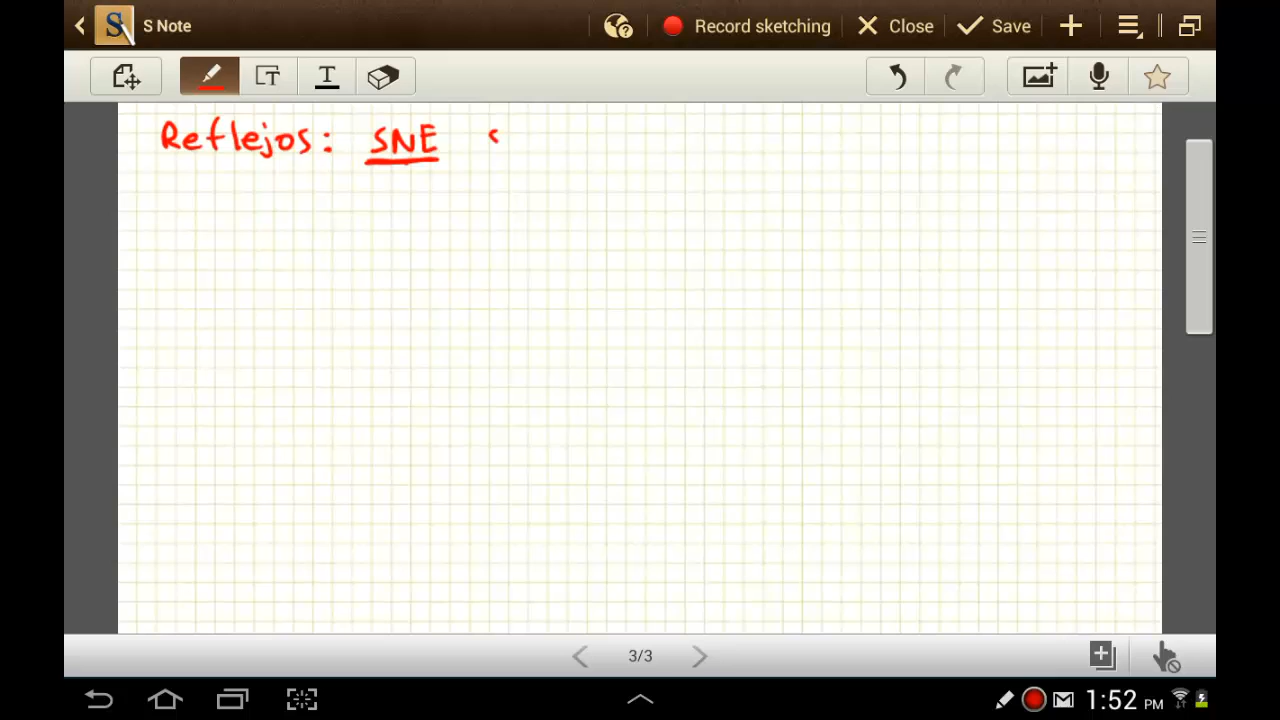 S Note
Record sketching
Close
Save
T
T
Reflejos: SNE
3/3
1:52 PM